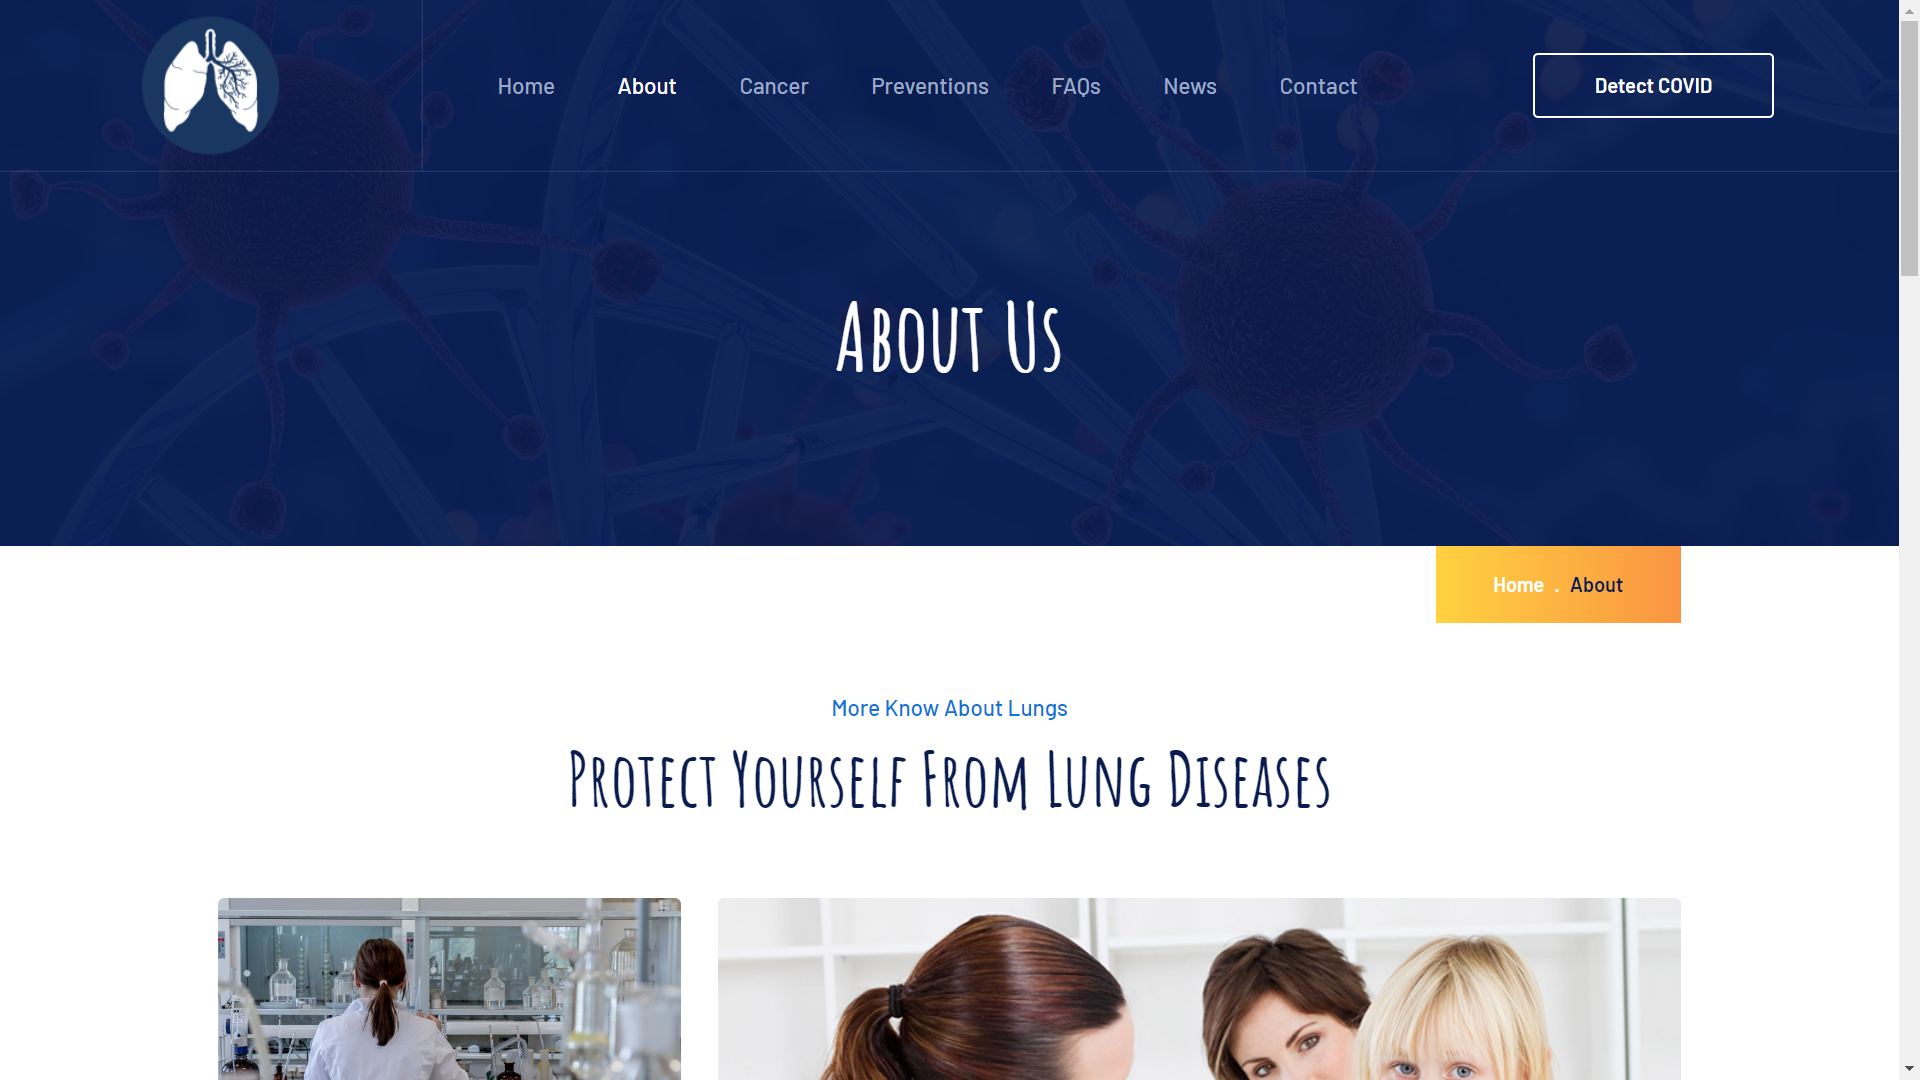 Home
About
Cancer
Preventions
FAQs
News
Contact
Detect COVID
About Us
Home . About
More Know About Lungs
Protect Yourself From Lung Diseases